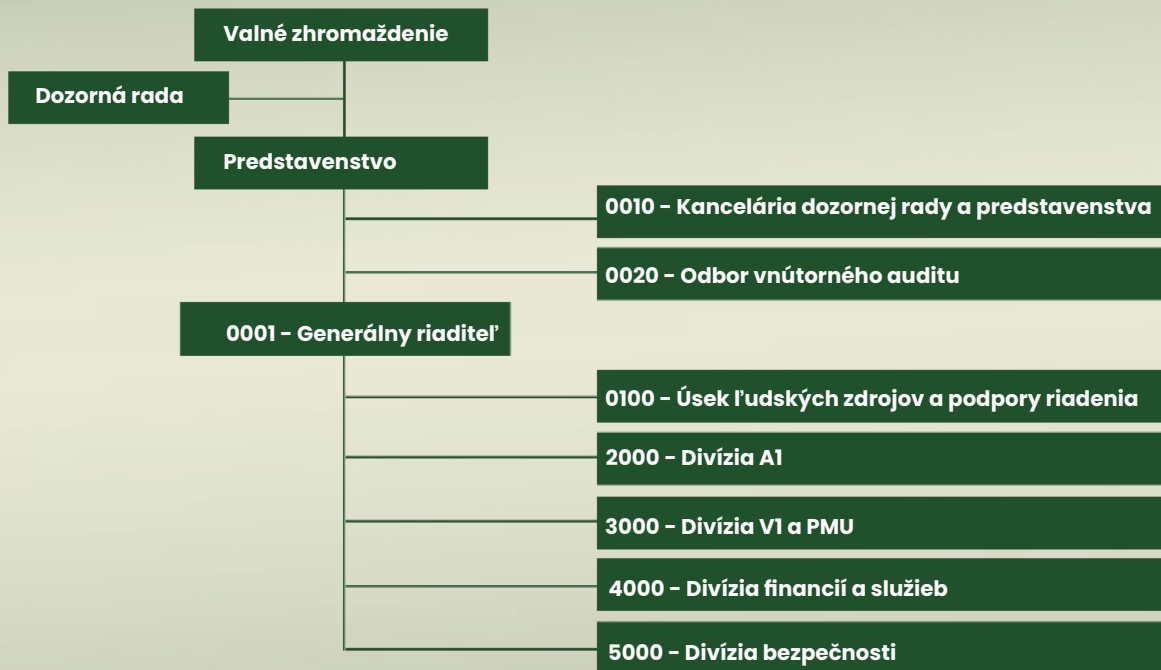 Valné zhromaždenie
Dozorná rada
Predstavenstvo
0010 - Kancelária dozornej rady a predstavenstva
0020 - Odbor vnútorného auditu
0001 - Generálny riaditeľ
0100 - Úsek ľudských zdrojov a podpory riadenia
2000 - Divízia A1
3000 - Divízia V1 a PMU
4000 - Divízia financií a služieb
5000 - Divízia bezpečnosti